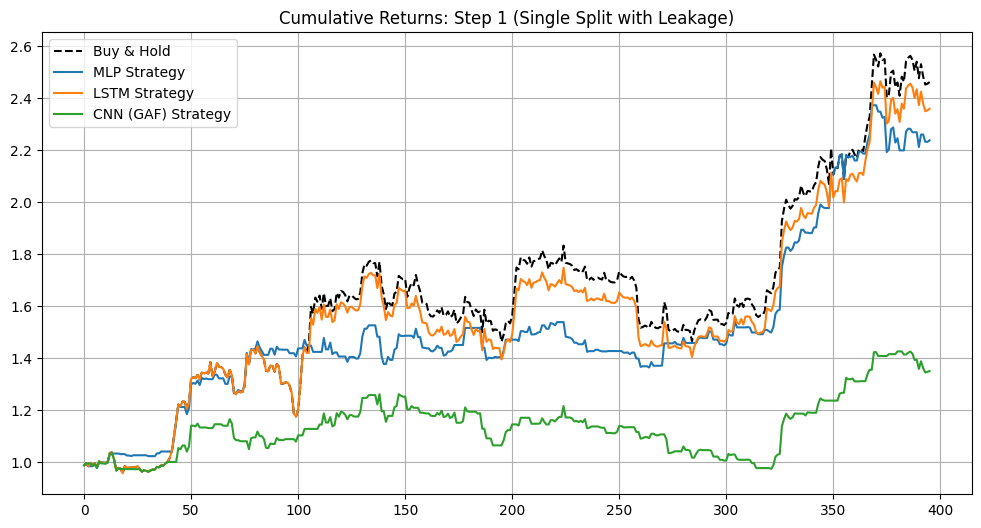 Cumulative Returns: Step 1 (Single Split with Leakage)
Buy & Hold
MLP Strategy
LSTM Strategy
CNN (GAF) Strategy
2.6
2.4
2.2
2.0
1.8
1.6
1.4
1.2
1.0
0 50 100 150 200 250 300 350 400